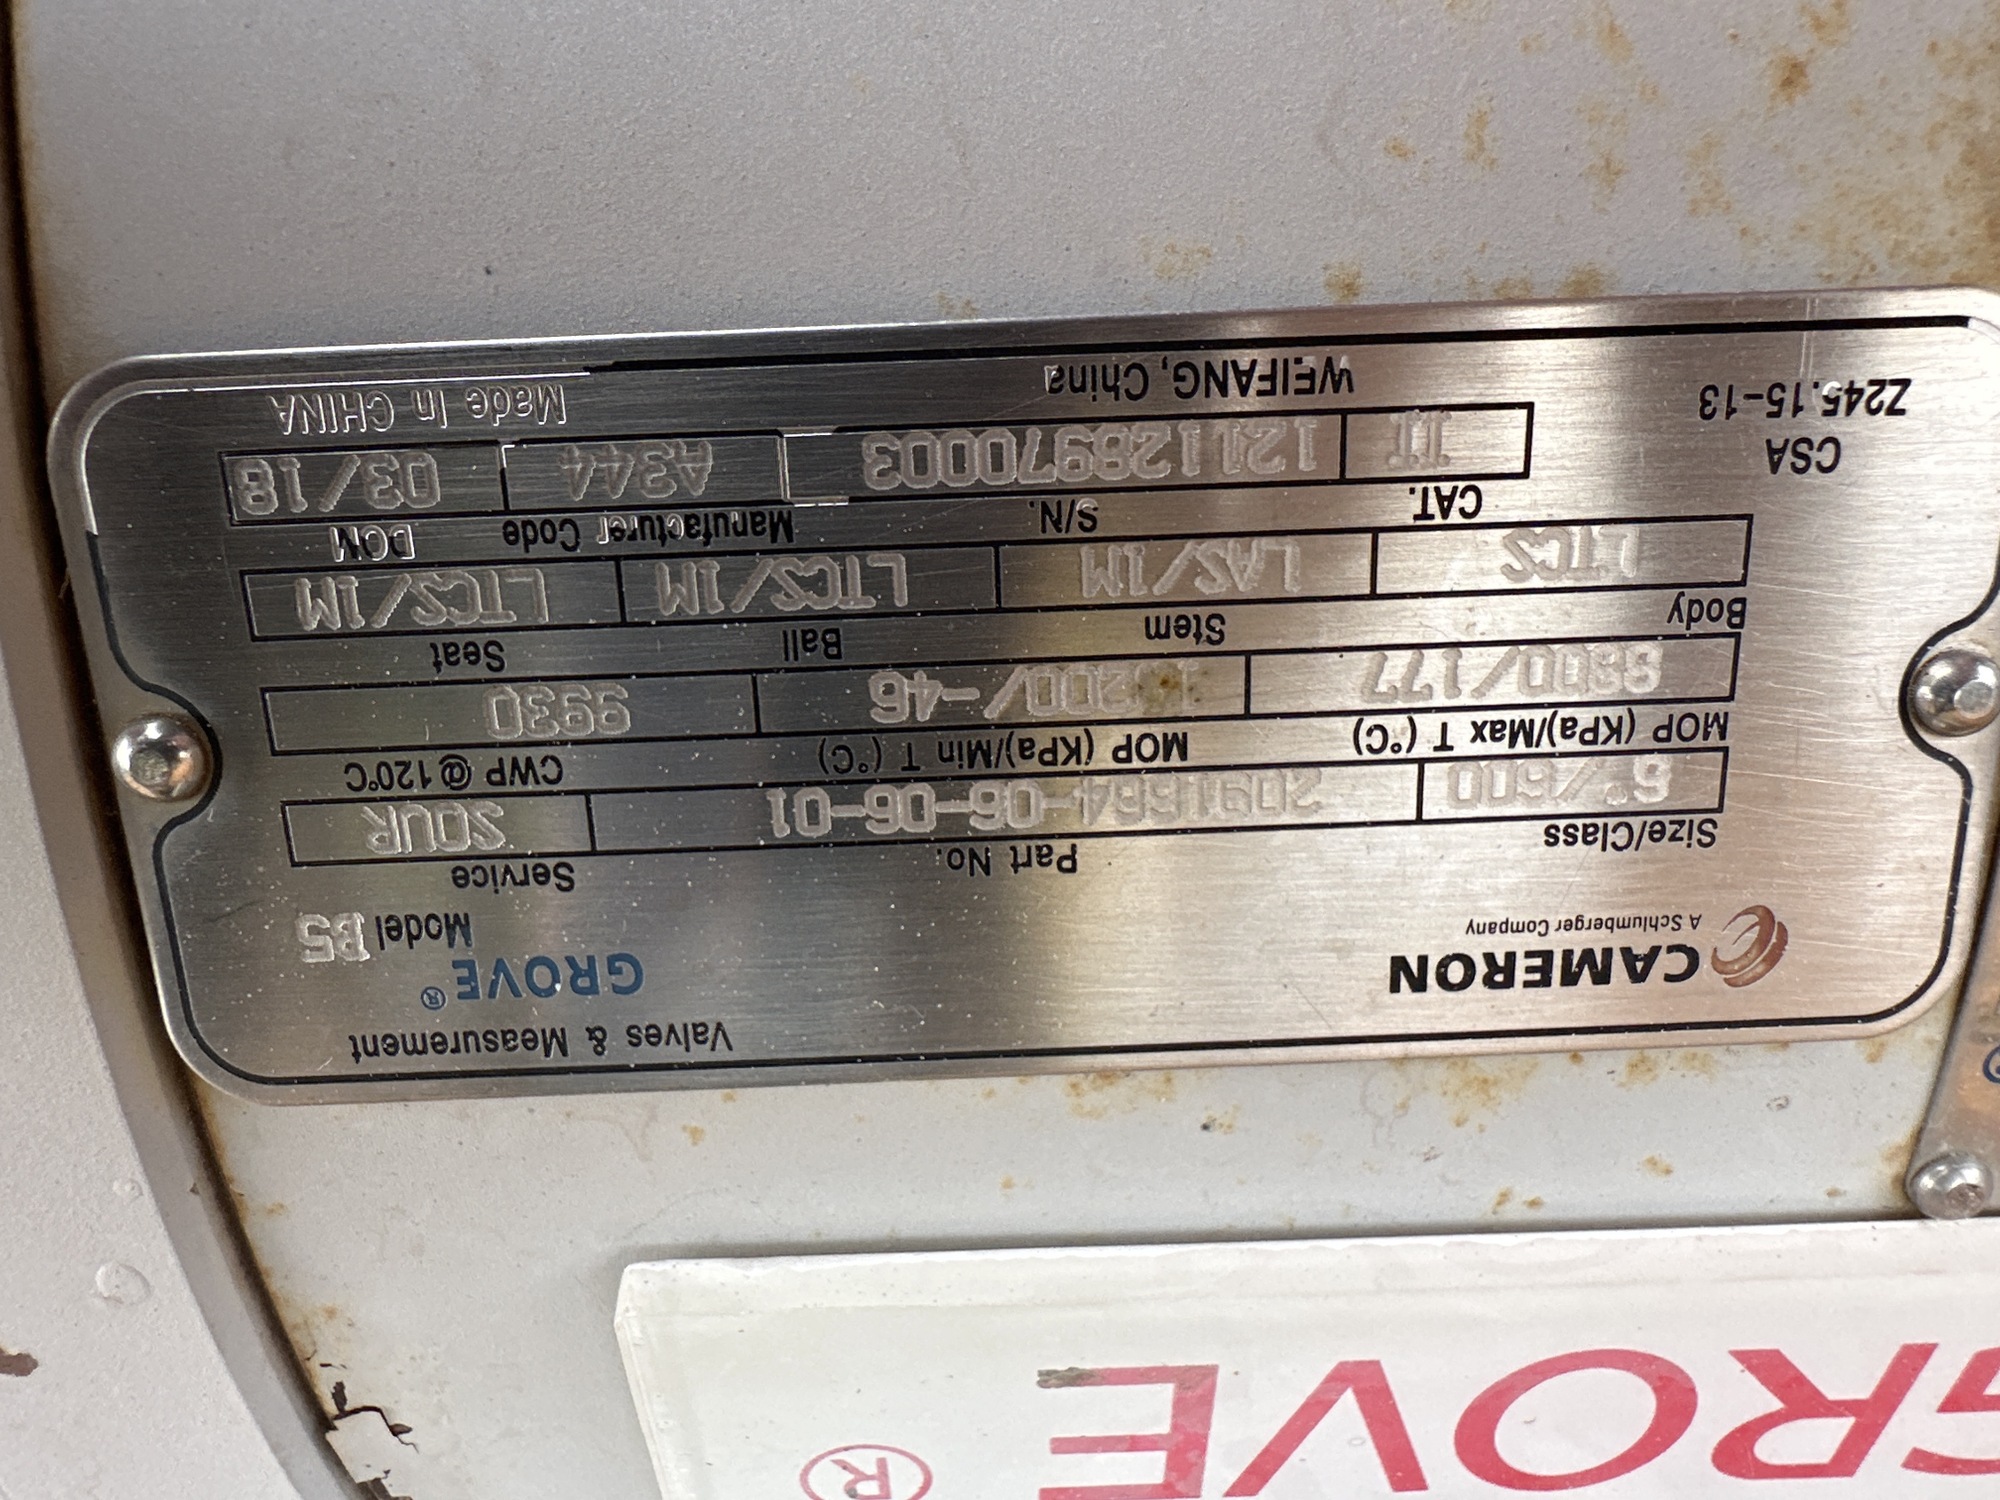 Valves & Measurement
CAMERON GROVE®
A Schlumberger Company Model B5
Size/Class Part No. Service
6"/600 2091664-06-06-01 SOUR
MOP (KPa)/Max T (°C) MOP (KPa)/Min T (°C) CWP @120°C
/177 /-46 9930
Body Stem Ball Seat
LTCS LAS/1M LTCS/1M LTCS/1M
CAT. S/N. Manufacturer Code DOM
CSA II 121128970003 A344 03/18
Z245.15-13 WEIFANG, China Made In CHINA
GROVE
®